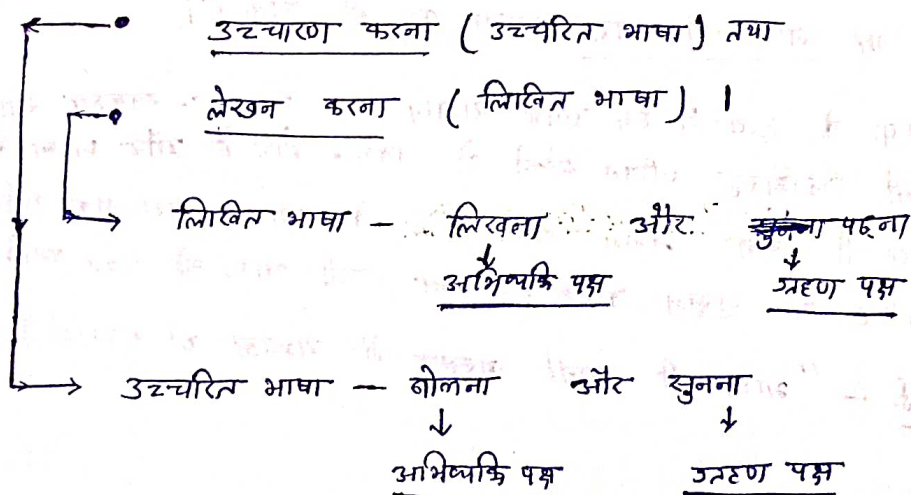 उच्चारण करना ( उच्चरित भाषा ) तथा
लेखन करना ( लिखित भाषा ) ।
लिखित भाषा — लिखना और सुनना पढ़ना
अभिव्यक्ति पक्ष ग्रहण पक्ष
उच्चरित भाषा — बोलना और सुनना
अभिव्यक्ति पक्ष ग्रहण पक्ष